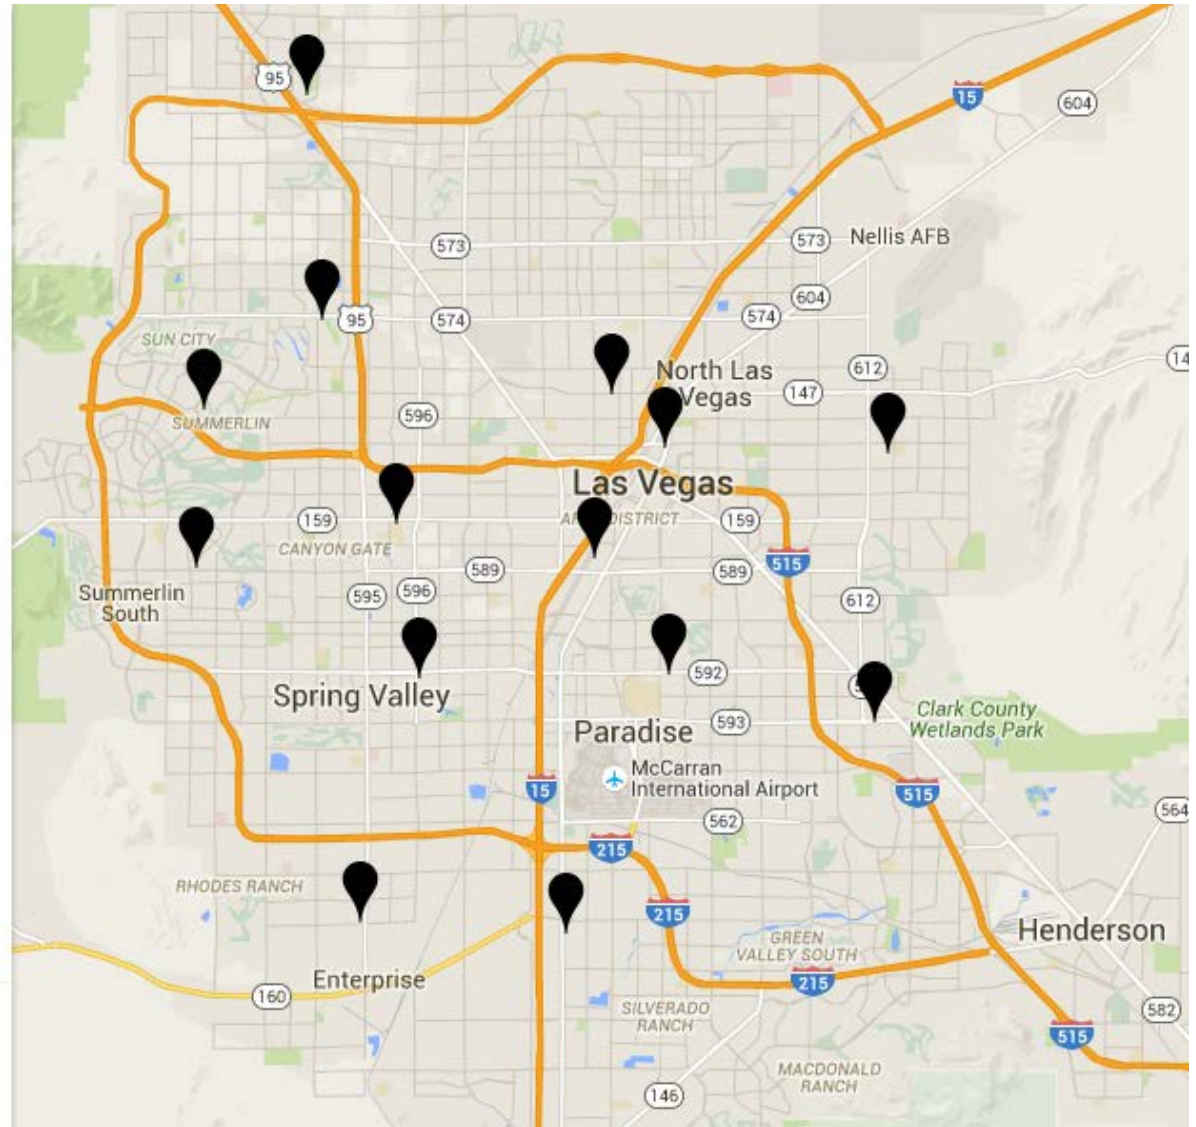 95
15
604
573
573
Nellis AFB
604
574
574
95
SUN CITY
14
612
North Las
Vegas
147
596
SUMMERLIN
Las Vegas
159
DISTRICT
159
CANYON GATE
589
515
589
595
596
612
Summerlin
South
592
Spring Valley
Clark County
Wetlands Park
593
Paradise
McCarran
International Airport
15
515
564
562
215
RHODES RANCH
215
Henderson
GREEN
VALLEY SOUTH
Enterprise
215
160
SILVERADO
RANCH
582
515
MACDONALD
RANCH
146